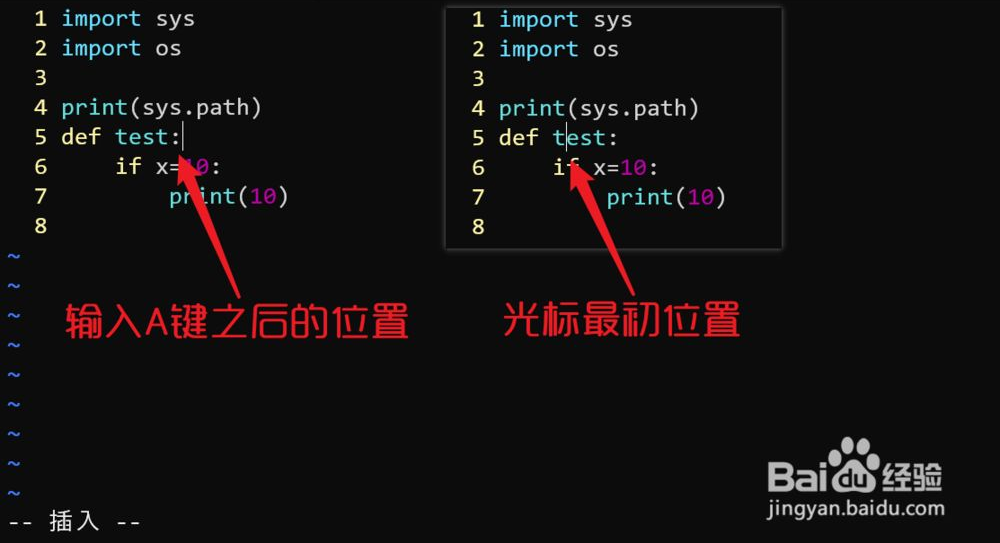 1 import sys
2 import os
3
4 print(sys.path)
5 def test:
6     if x=10:
7         print(10)
8
~
~
~
~
~
~
~
~
~
-- 插入 --
输入A键之后的位置
1 import sys
2 import os
3
4 print(sys.path)
5 def test:
6     if x=10:
7         print(10)
8
光标最初位置
Baidu经验
jingyan.baidu.com